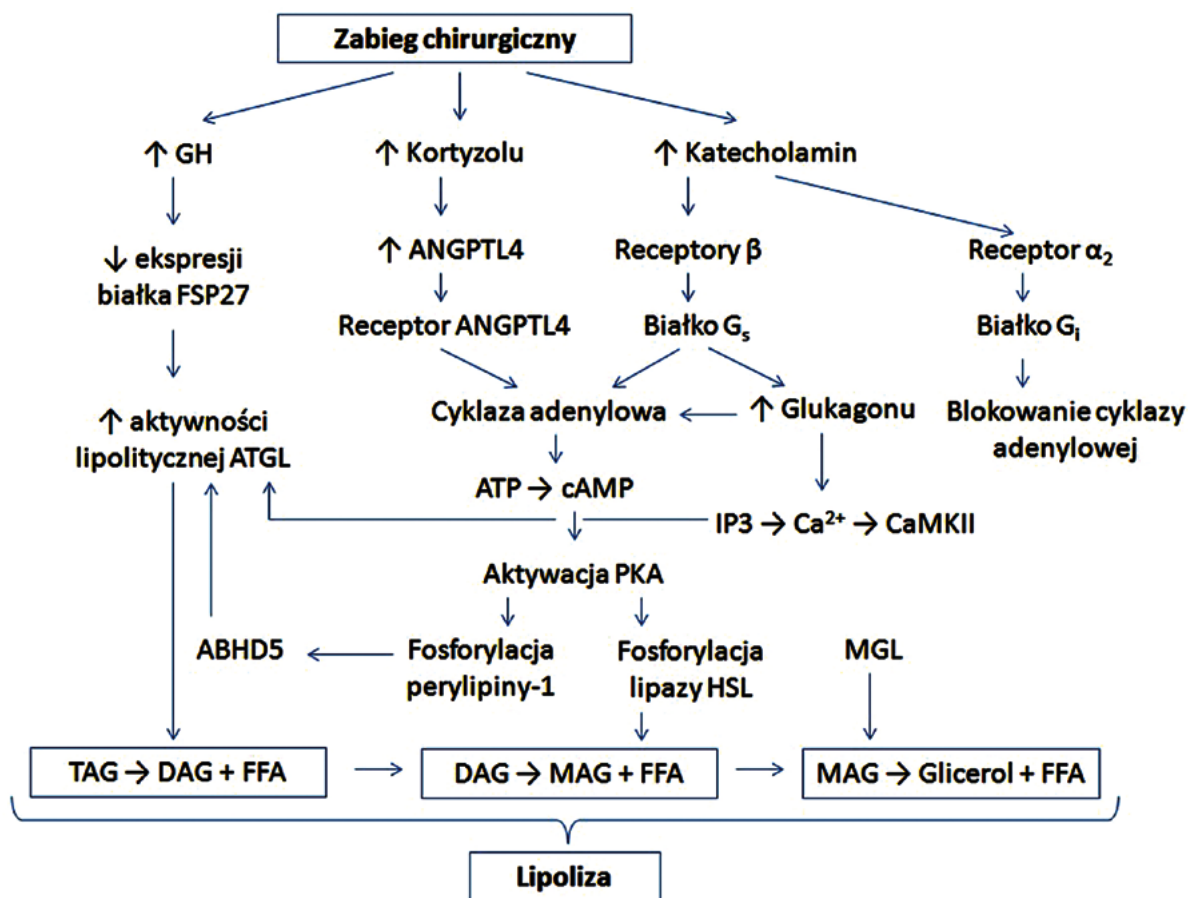 Zabieg chirurgiczny
↑ GH
↑ Kortyzolu
↑ Katecholamin
↓ ekspresji
białka FSP27
↑ ANGPTL4
Receptory β
Receptor α₂
Receptor ANGPTL4
Białko Gₛ
Białko Gᵢ
↑ aktywności
lipolitycznej ATGL
Cyklaza adenylowa
↑ Glukagonu
Blokowanie cyklazy
adenylowej
ATP → cAMP
IP3 → Ca²⁺ → CaMKII
Aktywacja PKA
ABHD5
Fosforylacja
perylipiny-1
Fosforylacja
lipazy HSL
MGL
TAG → DAG + FFA
DAG → MAG + FFA
MAG → Glicerol + FFA
Lipoliza